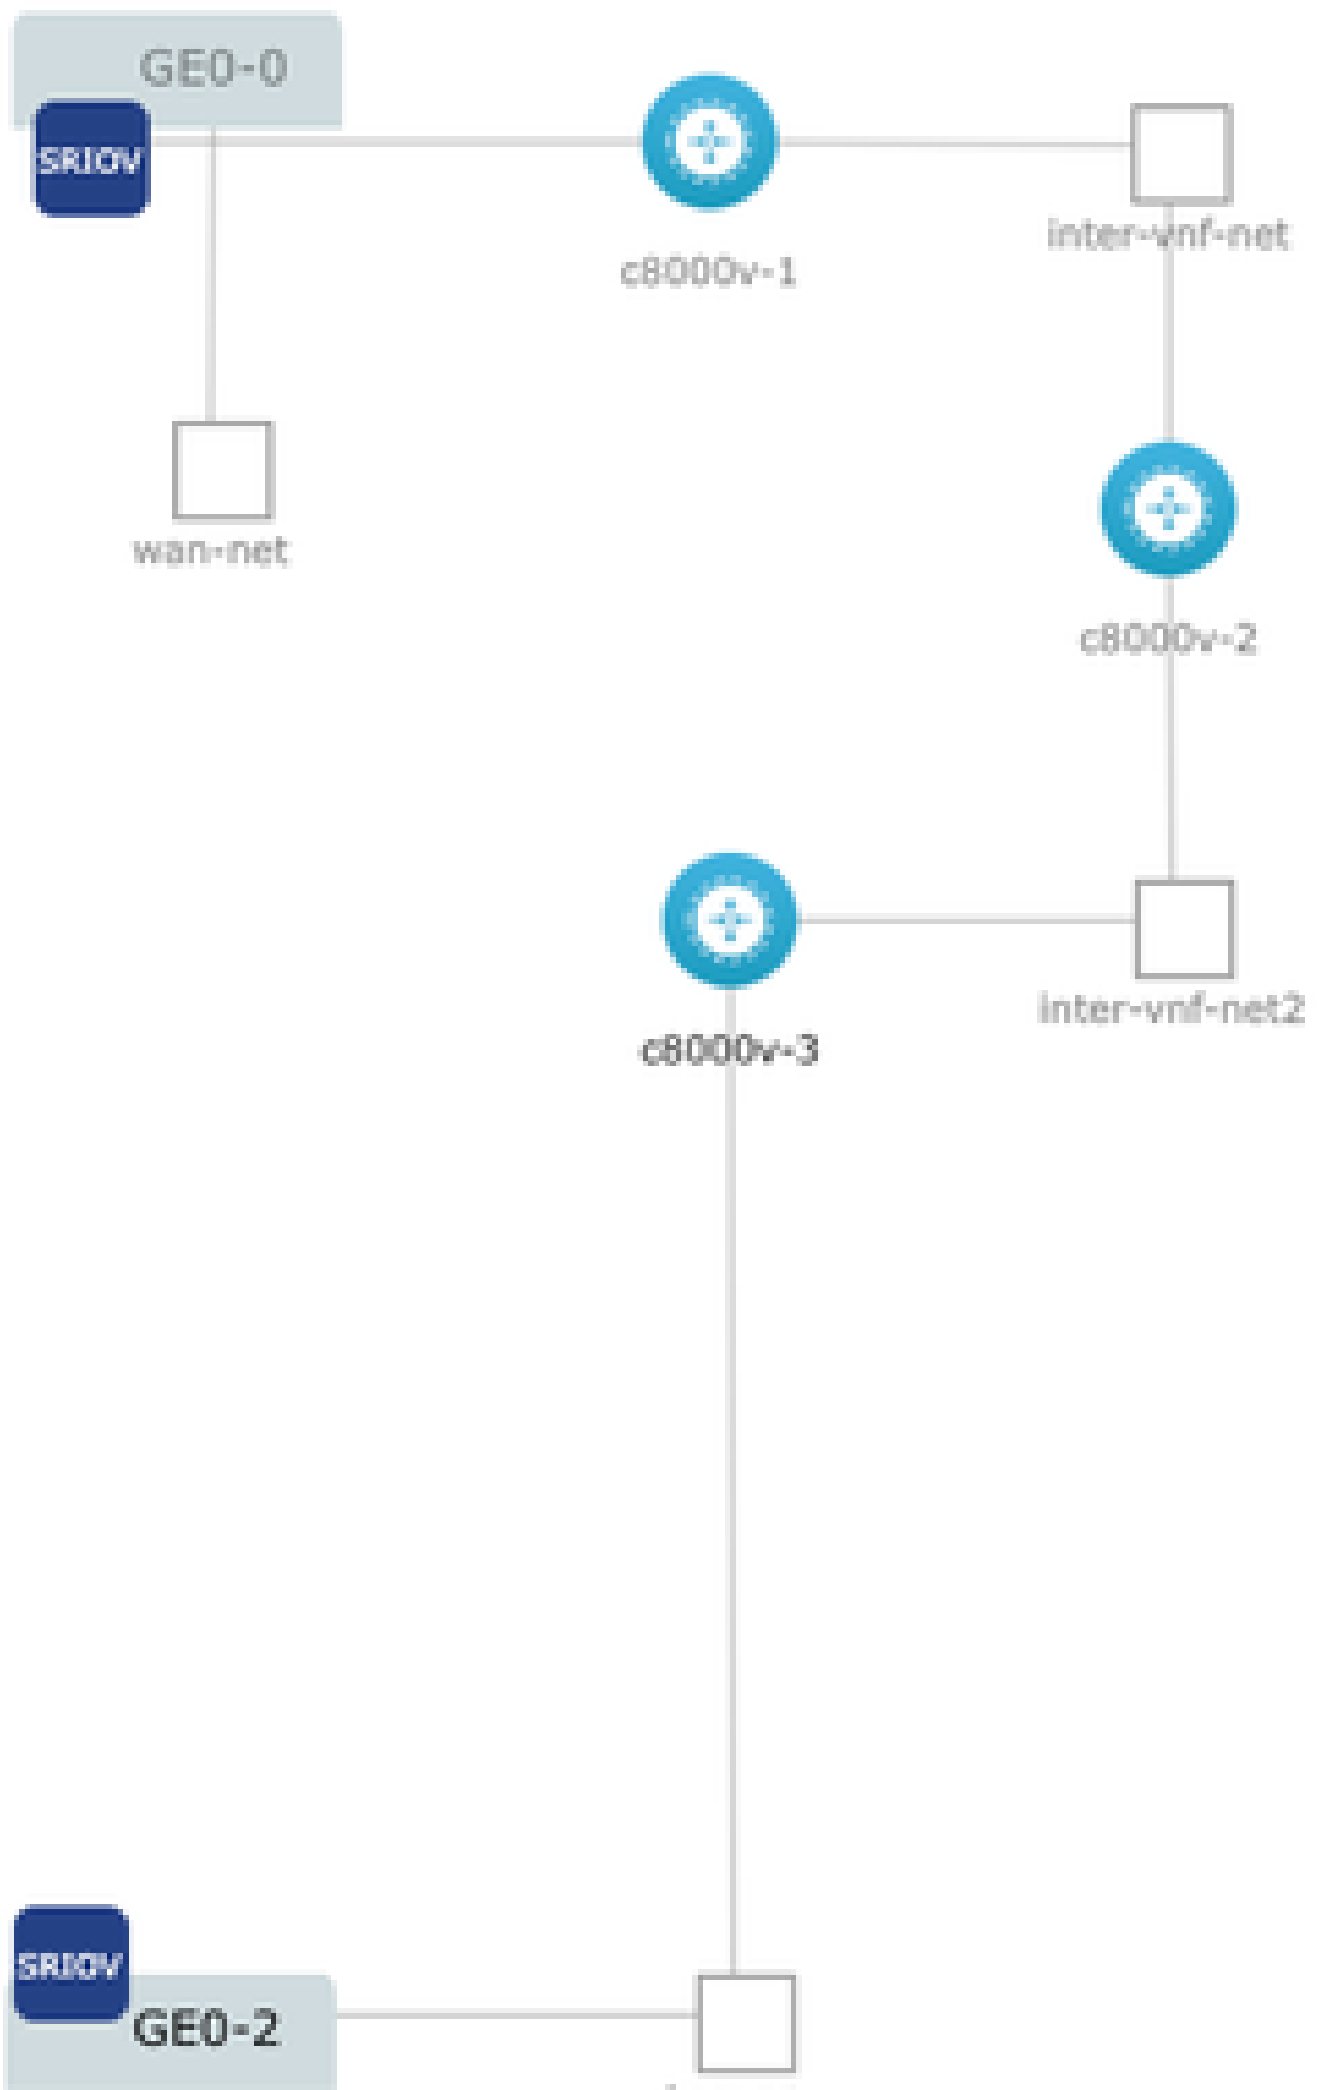 GE0-0
SRIOV
c8000v-1
inter-vnf-net
wan-net
c8000v-2
c8000v-3
inter-vnf-net2
SRIOV
GE0-2